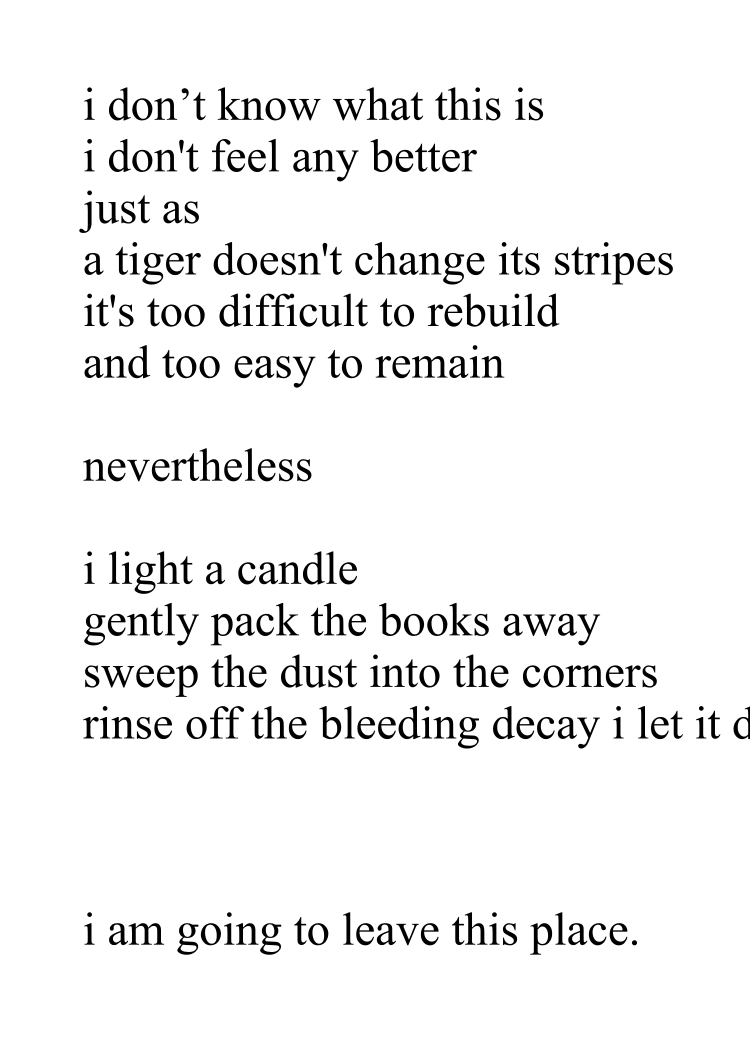 i don’t know what this is
i don't feel any better
just as
a tiger doesn't change its stripes
it's too difficult to rebuild
and too easy to remain
nevertheless
i light a candle
gently pack the books away
sweep the dust into the corners
rinse off the bleeding decay i let it
i am going to leave this place.